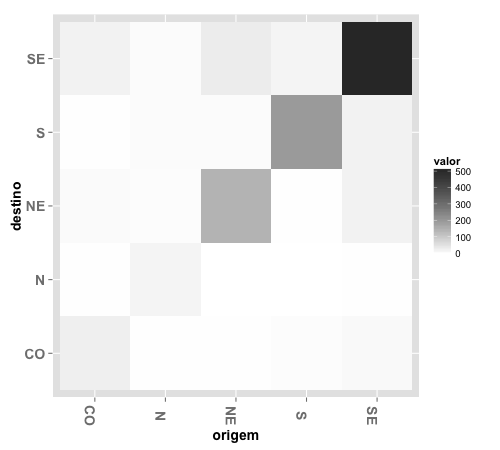 SE
S
NE
N
CO
destino
CO
N
NE
S
SE
origem
valor
500
400
300
200
100
0